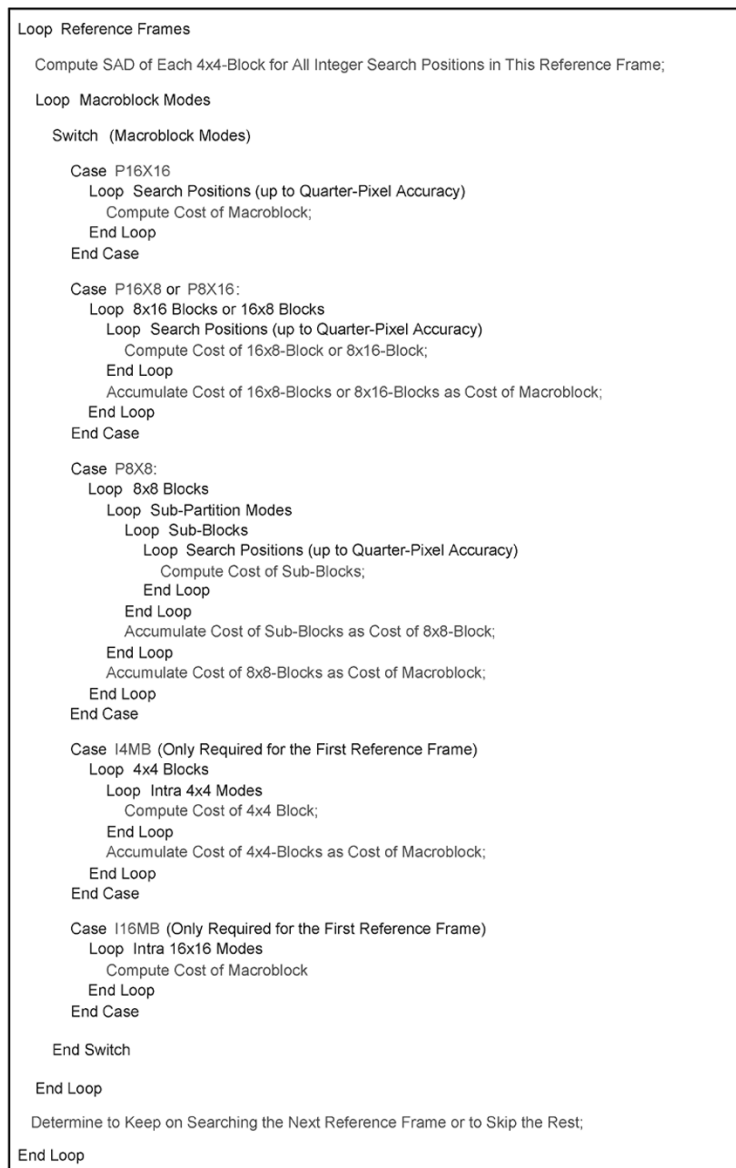 Loop Reference Frames
Compute SAD of Each 4x4-Block for All Integer Search Positions in This Reference Frame;
Loop Macroblock Modes
Switch (Macroblock Modes)
Case P16X16
Loop Search Positions (up to Quarter-Pixel Accuracy)
Compute Cost of Macroblock;
End Loop
End Case
Case P16X8 or P8X16:
Loop 8x16 Blocks or 16x8 Blocks
Loop Search Positions (up to Quarter-Pixel Accuracy)
Compute Cost of 16x8-Block or 8x16-Block;
End Loop
Accumulate Cost of 16x8-Blocks or 8x16-Blocks as Cost of Macroblock;
End Loop
End Case
Case P8X8:
Loop 8x8 Blocks
Loop Sub-Partition Modes
Loop Sub-Blocks
Loop Search Positions (up to Quarter-Pixel Accuracy)
Compute Cost of Sub-Blocks;
End Loop
End Loop
Accumulate Cost of Sub-Blocks as Cost of 8x8-Block;
End Loop
Accumulate Cost of 8x8-Blocks as Cost of Macroblock;
End Loop
End Case
Case I4MB (Only Required for the First Reference Frame)
Loop 4x4 Blocks
Loop Intra 4x4 Modes
Compute Cost of 4x4 Block;
End Loop
Accumulate Cost of 4x4-Blocks as Cost of Macroblock;
End Loop
End Case
Case I16MB (Only Required for the First Reference Frame)
Loop Intra 16x16 Modes
Compute Cost of Macroblock
End Loop
End Case
End Switch
End Loop
Determine to Keep on Searching the Next Reference Frame or to Skip the Rest;
End Loop